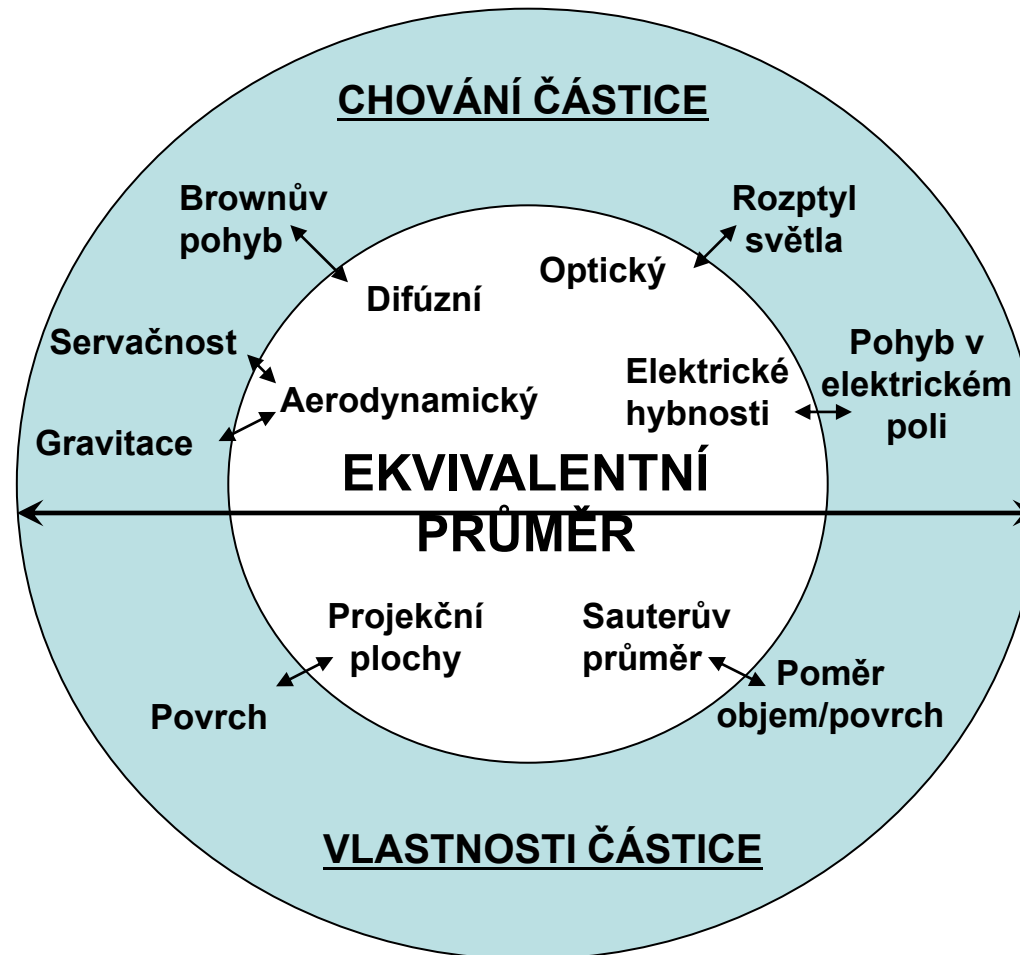 CHOVÁNÍ ČÁSTICE
Brownův
pohyb
Rozptyl
světla
Optický
Difúzní
Servačnost
Aerodynamický
Gravitace
Elektrické
hybnosti
Pohyb v
elektrickém
poli
EKVIVALENTNÍ
PRŮMĚR
Projekční
plochy
Sauterův
průměr
Povrch
Poměr
objem/povrch
VLASTNOSTI ČÁSTICE